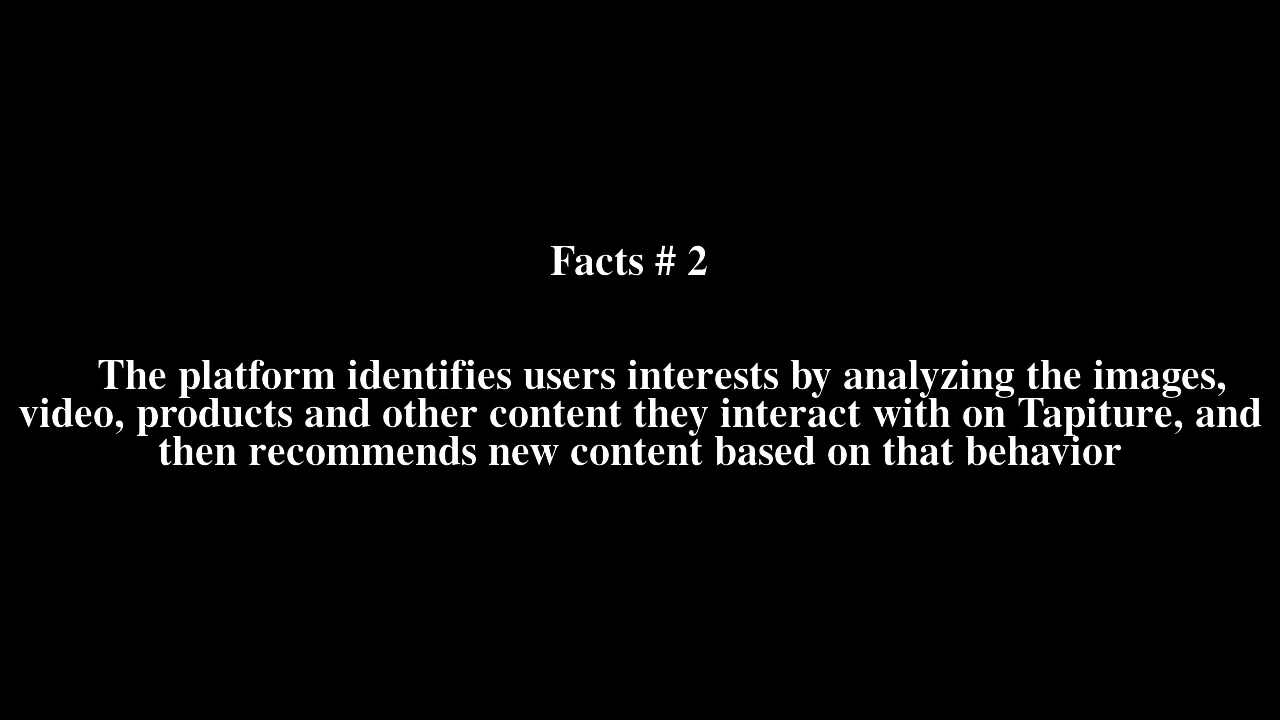 Facts # 2
The platform identifies users interests by analyzing the images,
video, products and other content they interact with on Tapiture, and
then recommends new content based on that behavior